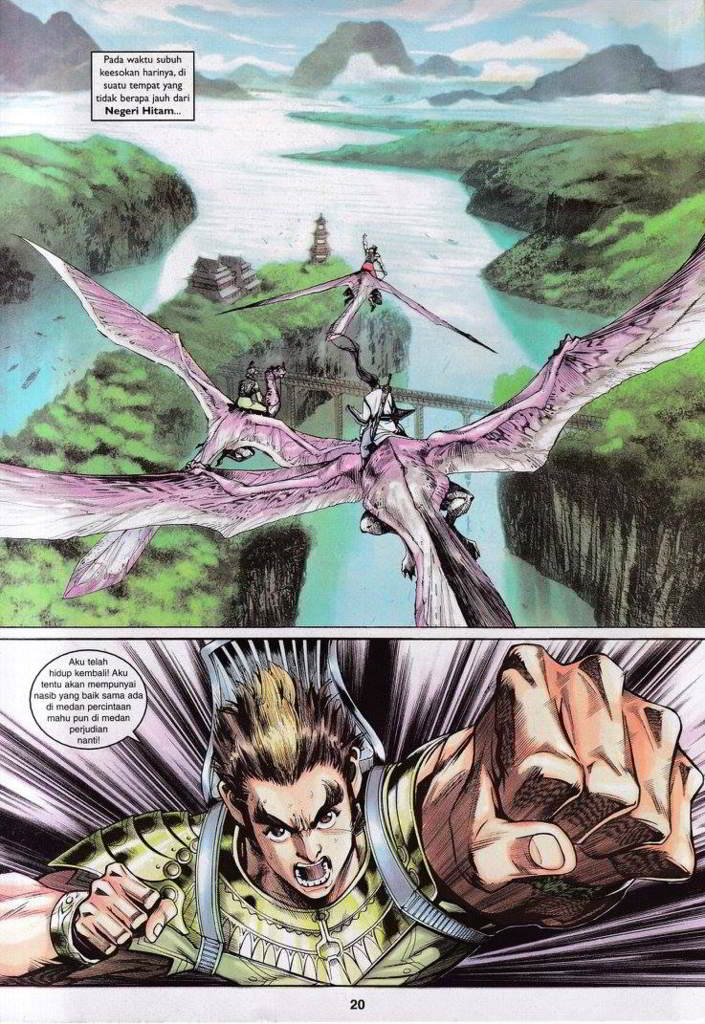 Pada waktu subuh
keesokan harinya, di
suatu tempat yang
tidak berapa jauh dari
Negeri Hitam...
Aku telah
hidup kembali! Aku
tentu akan mempunyai
nasib yang baik sama ada
di medan percintaan
mahu pun di medan
perjudian
nanti!
20